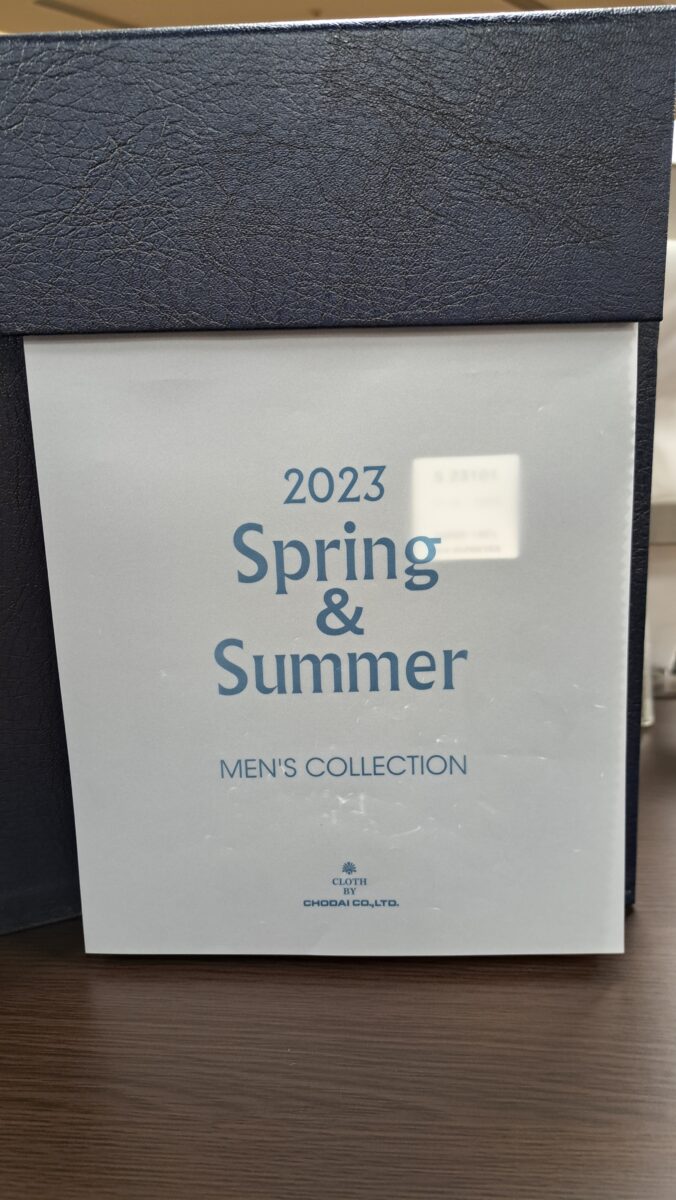 2023
Spring
&
Summer
MEN'S COLLECTION
CLOTH
BY
CHODAI CO.,LTD.